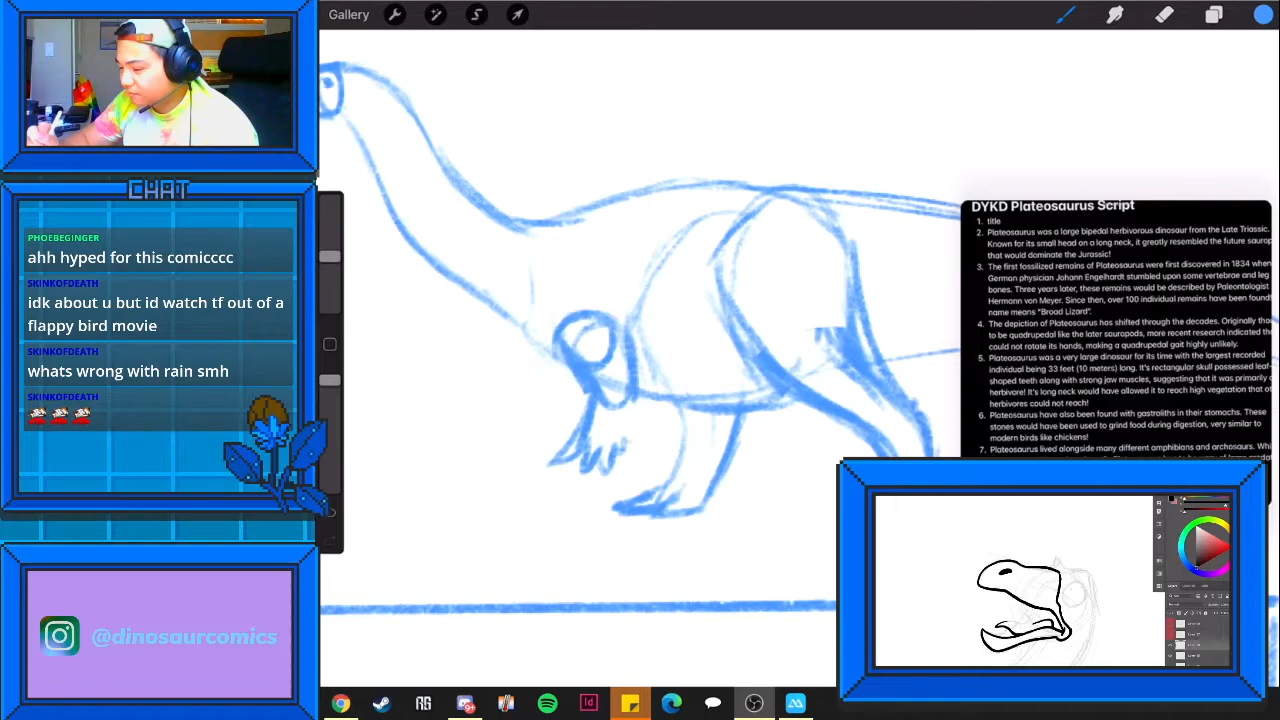 Gallery
CHAT
PHOEBEGINGER
ahh hyped for this comicccc
SKINKOFDEATH
idk about u but id watch tf out of a
flappy bird movie
SKINKOFDEATH
whats wrong with rain smh
SKINKOFDEATH
@dinosaurcomics
DYKD Plateosaurus Script
1. title
2. Plateosaurus was a large bipedal herbivorous dinosaur from the Late Triassic.
Known for its small head on a long neck, it greatly resembled the future
that would dominate the Jurassic!
3. The first fossilized remains of Plateosaurus were first discovered in 1834 when
German physician Johann Engelhardt stumbled upon some vertebrae and leg
bones. Three years later, these remains would be described by Paleontologist
Hermann von Meyer. Since then, over 100 individual remains have been found
name means "Broad Lizard".
4. The depiction of Plateosaurus has shifted through the decades. Originally
to be quadrupedal like the later sauropods, more recent research indicated
could not rotate its hands, making a quadrupedal gait highly unlikely.
5. Plateosaurus was a very large dinosaur for its time with the largest recorded
individual being 33 feet (10 meters) long. It's rectangular skull possessed leaf-
shaped teeth along with strong jaw muscles, suggesting that it was primarily
herbivore! It's long neck would have allowed it to reach high vegetation that
herbivores could not reach!
6. Plateosaurus have also been found with gastroliths in their stomachs. These
stones would have been used to grind food during digestion, very similar to
modern birds like chickens!
7. Plateosaurus lived alongside many different amphibians and archosaurs.